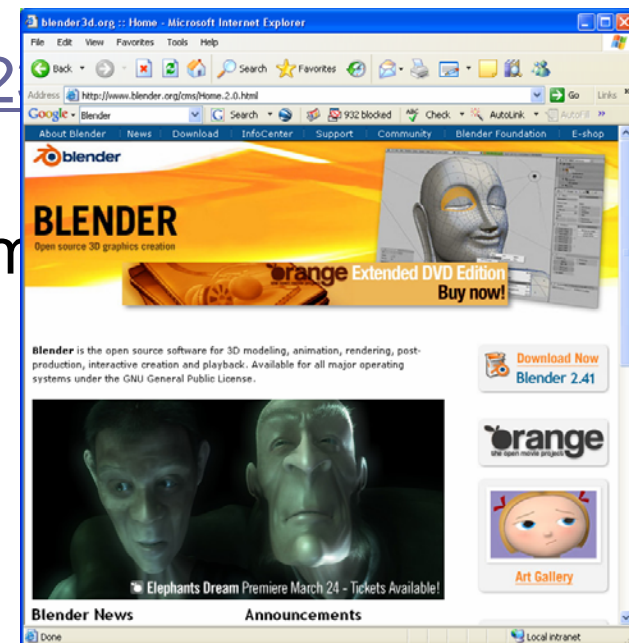 blender3d.org :: Home - Microsoft Internet Explorer
File Edit View Favorites Tools Help
Back Search Favorites
2
Address http://www.blender.org/cms/Home.2.0.html Go Links »
Google Blender Search 932 blocked Check AutoLink AutoFill »
About Blender News Download InfoCenter Support Community Blender Foundation E-shop
blender
BLENDER
m
Open source 3D graphics creation
orange Extended DVD Edition
Buy now!
Blender is the open source software for 3D modeling, animation, rendering, post-
production, interactive creation and playback. Available for all major operating
systems under the GNU General Public License.
Download Now
Blender 2.41
orange
the open movie project
Art Gallery
Elephants Dream Premiere March 24 - Tickets Available!
Blender News Announcements
Done Local intranet